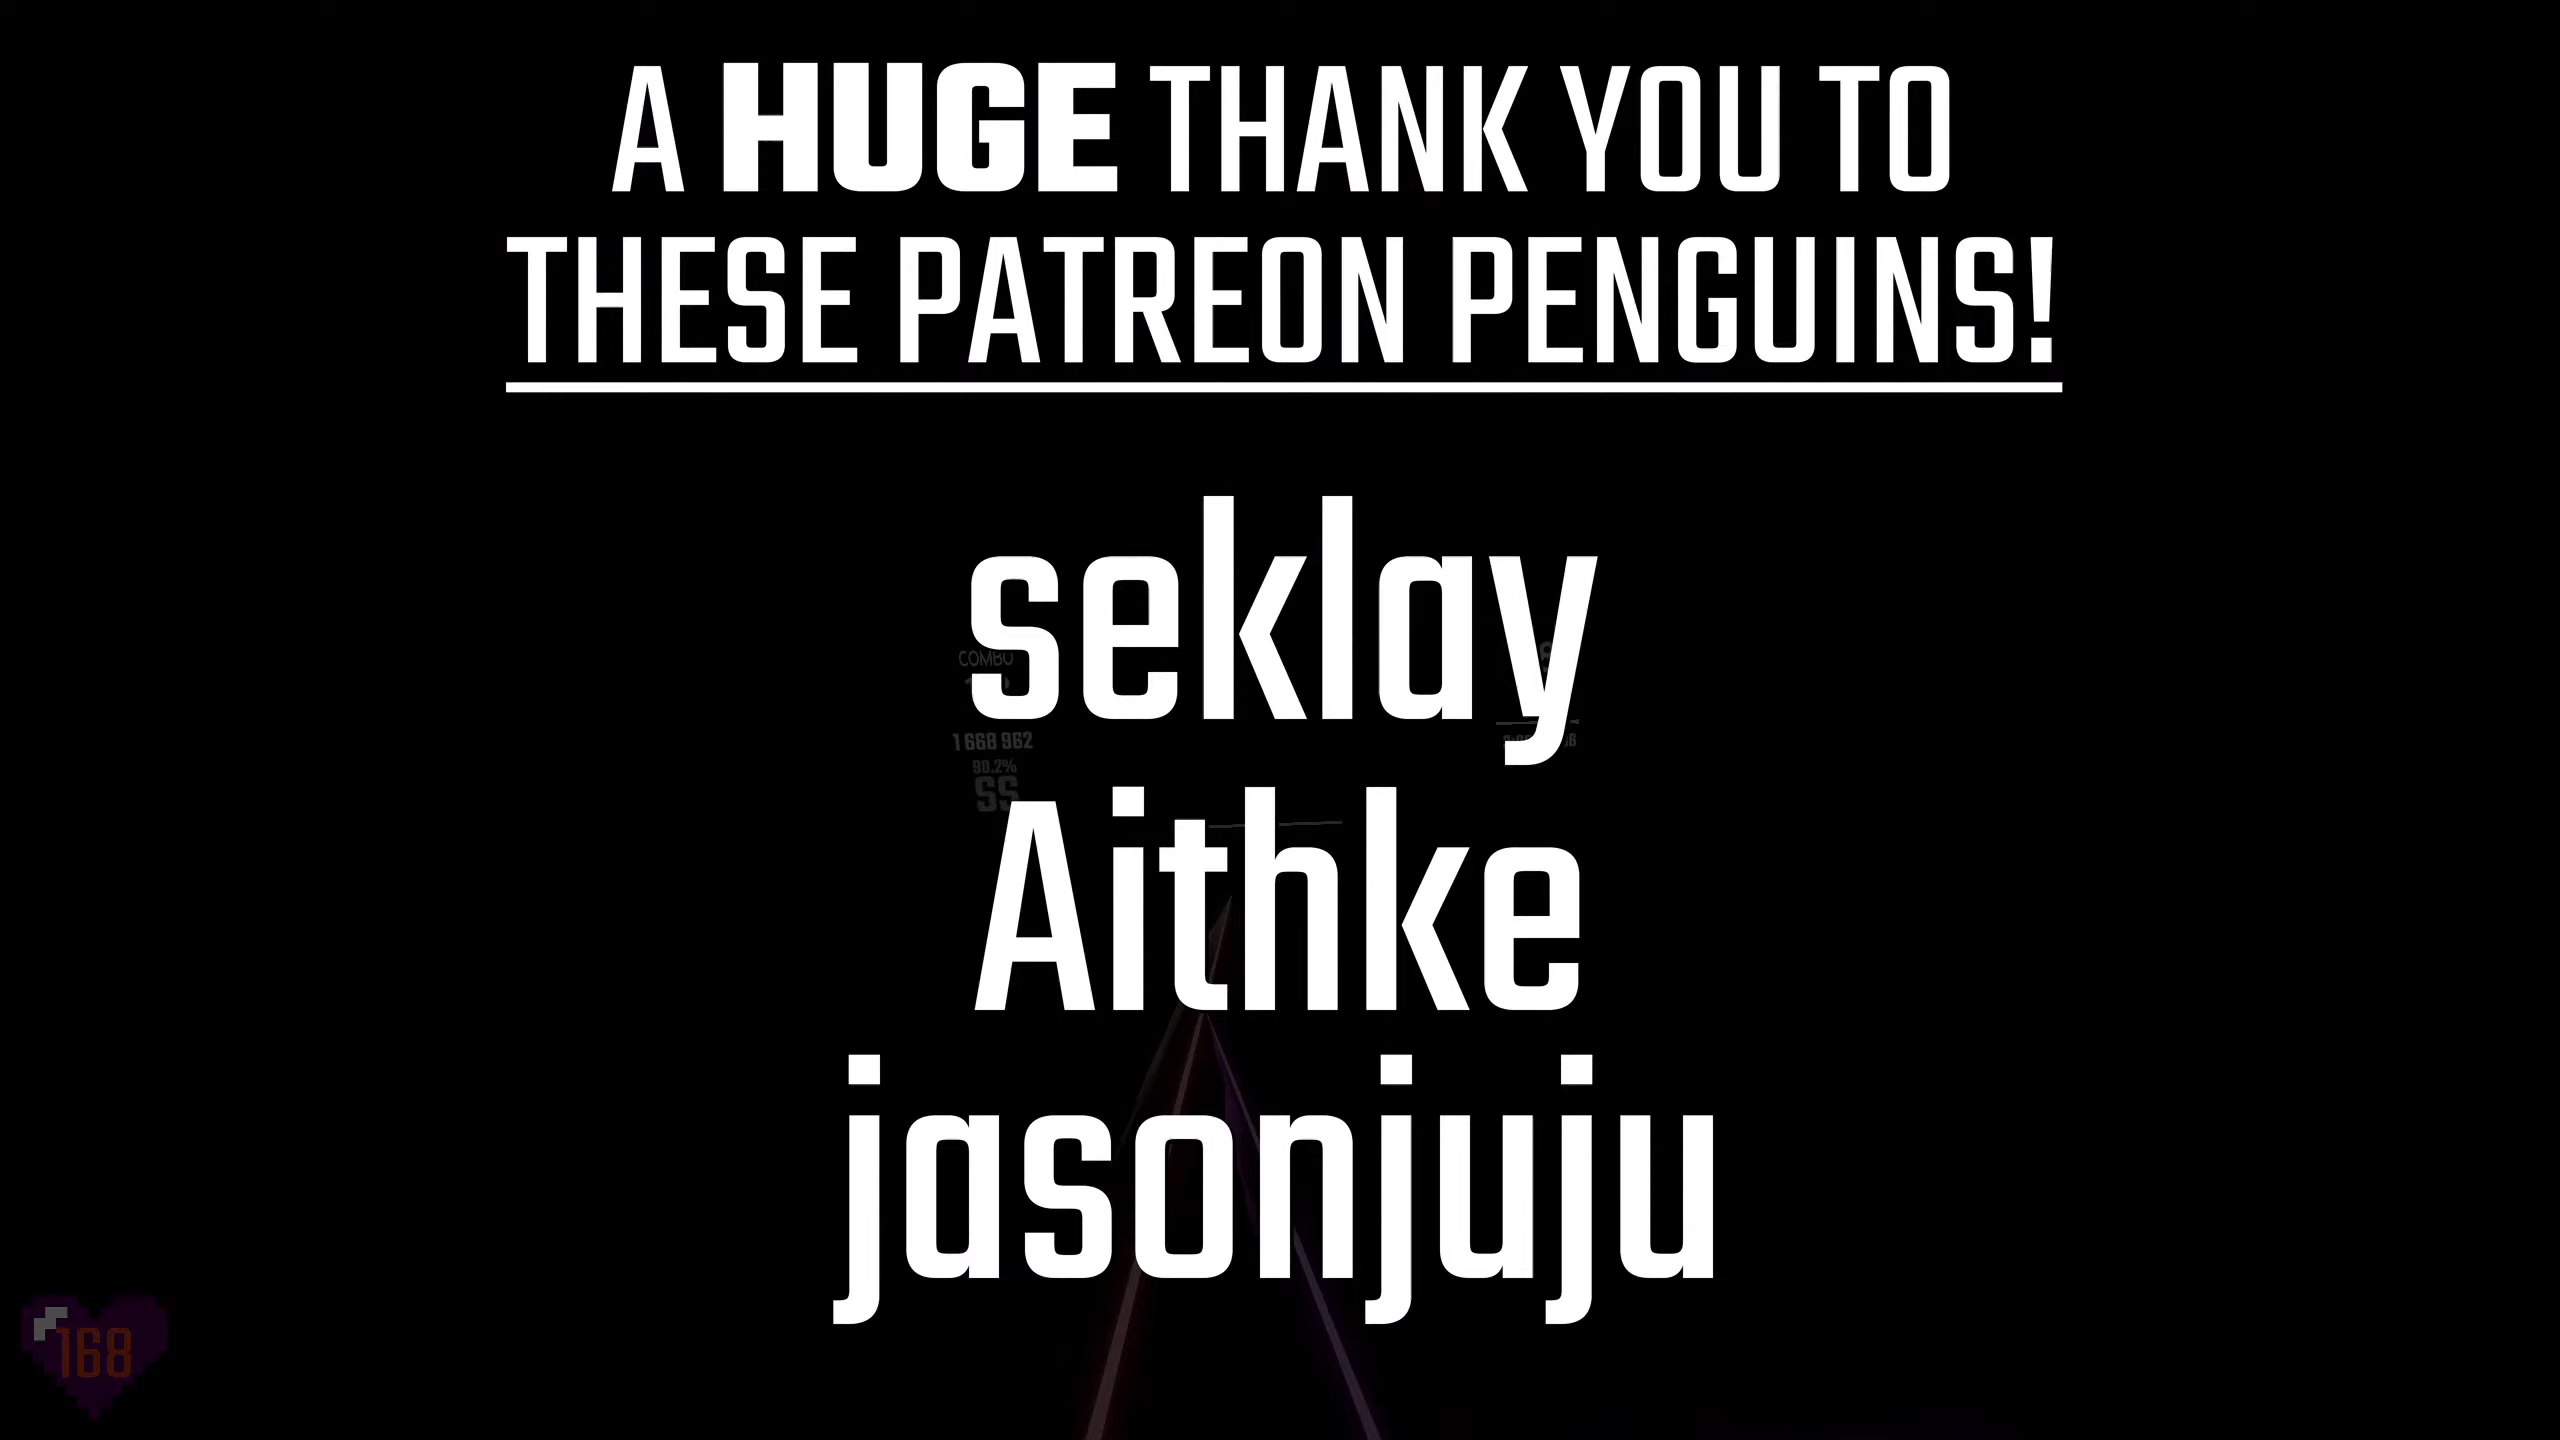 A HUGE THANK YOU TO
THESE PATREON PENGUINS!
seklay
COMBO
1 668 962
90.2%
SS
Aithke
jasonjuju
168